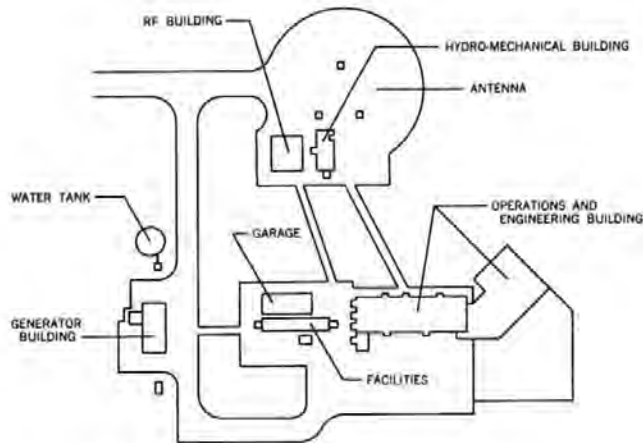 RF BUILDING
HYDRO-MECHANICAL BUILDING
ANTENNA
WATER TANK
OPERATIONS AND
ENGINEERING BUILDING
GARAGE
GENERATOR
BUILDING
FACILITIES